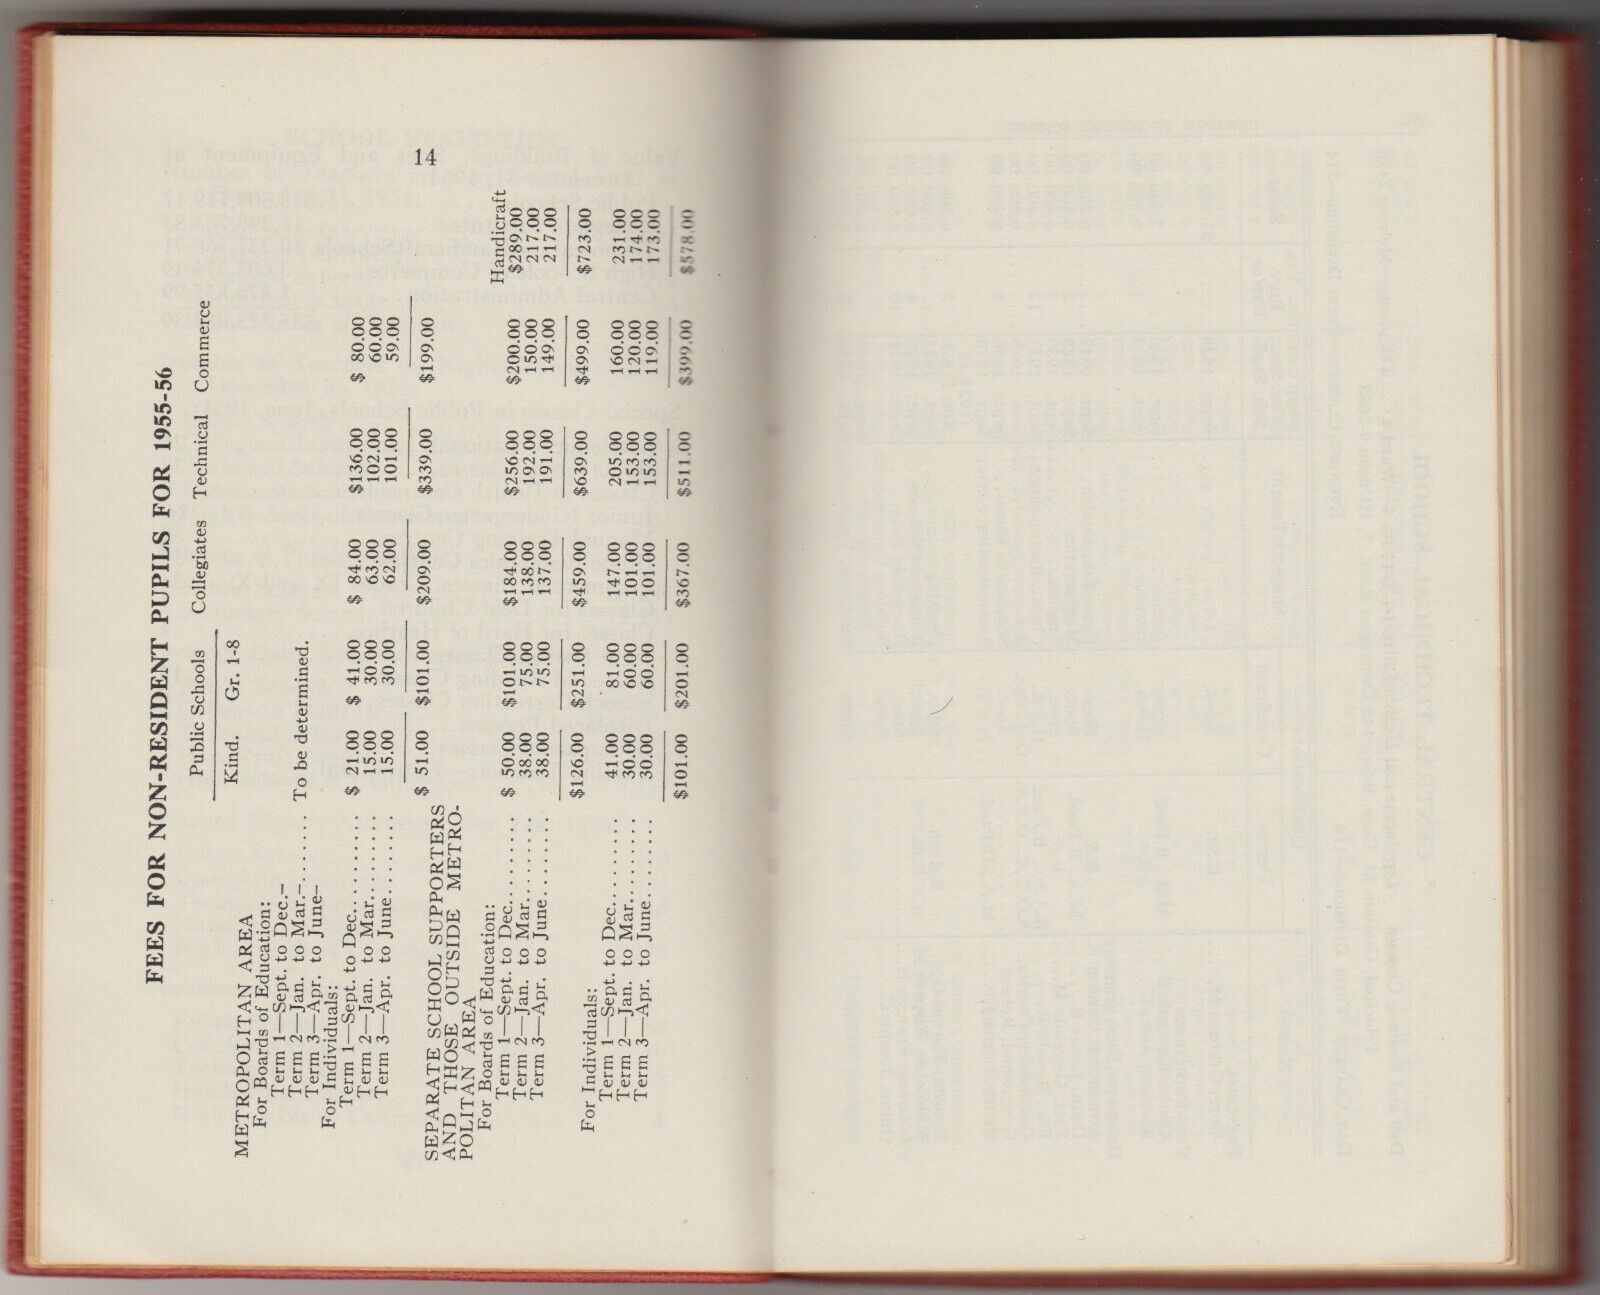 14
FEES FOR NON-RESIDENT PUPILS FOR 1955-56
Public Schools Collegiates Technical Commerce
Kind. Gr. 1-8
METROPOLITAN AREA
For Boards of Education:
Term 1—Sept. to Dec.–
Term 2—Jan. to Mar.–....... To be determined.
Term 3—Apr. to June–
For Individuals:
Term 1—Sept. to Dec......... $ 21.00 $ 41.00 $ 84.00 $136.00 $ 80.00
Term 2—Jan. to Mar......... 15.00 30.00 63.00 102.00 60.00
Term 3—Apr. to June........ 15.00 30.00 62.00 101.00 59.00
$ 51.00 $101.00 $209.00 $339.00 $199.00
SEPARATE SCHOOL SUPPORTERS
AND THOSE OUTSIDE METRO-
POLITAN AREA
For Boards of Education: Handicraft
Term 1—Sept. to Dec......... $ 50.00 $101.00 $184.00 $256.00 $200.00 $289.00
Term 2—Jan. to Mar......... 38.00 75.00 138.00 192.00 150.00 217.00
Term 3—Apr. to June........ 38.00 75.00 137.00 191.00 149.00 217.00
$126.00 $251.00 $459.00 $639.00 $499.00 $723.00
For Individuals:
Term 1—Sept. to Dec......... 41.00 81.00 147.00 205.00 160.00 231.00
Term 2—Jan. to Mar......... 30.00 60.00 101.00 153.00 120.00 174.00
Term 3—Apr. to June........ 30.00 60.00 101.00 153.00 119.00 173.00
$101.00 $201.00 $367.00 $511.00 $399.00 $578.00